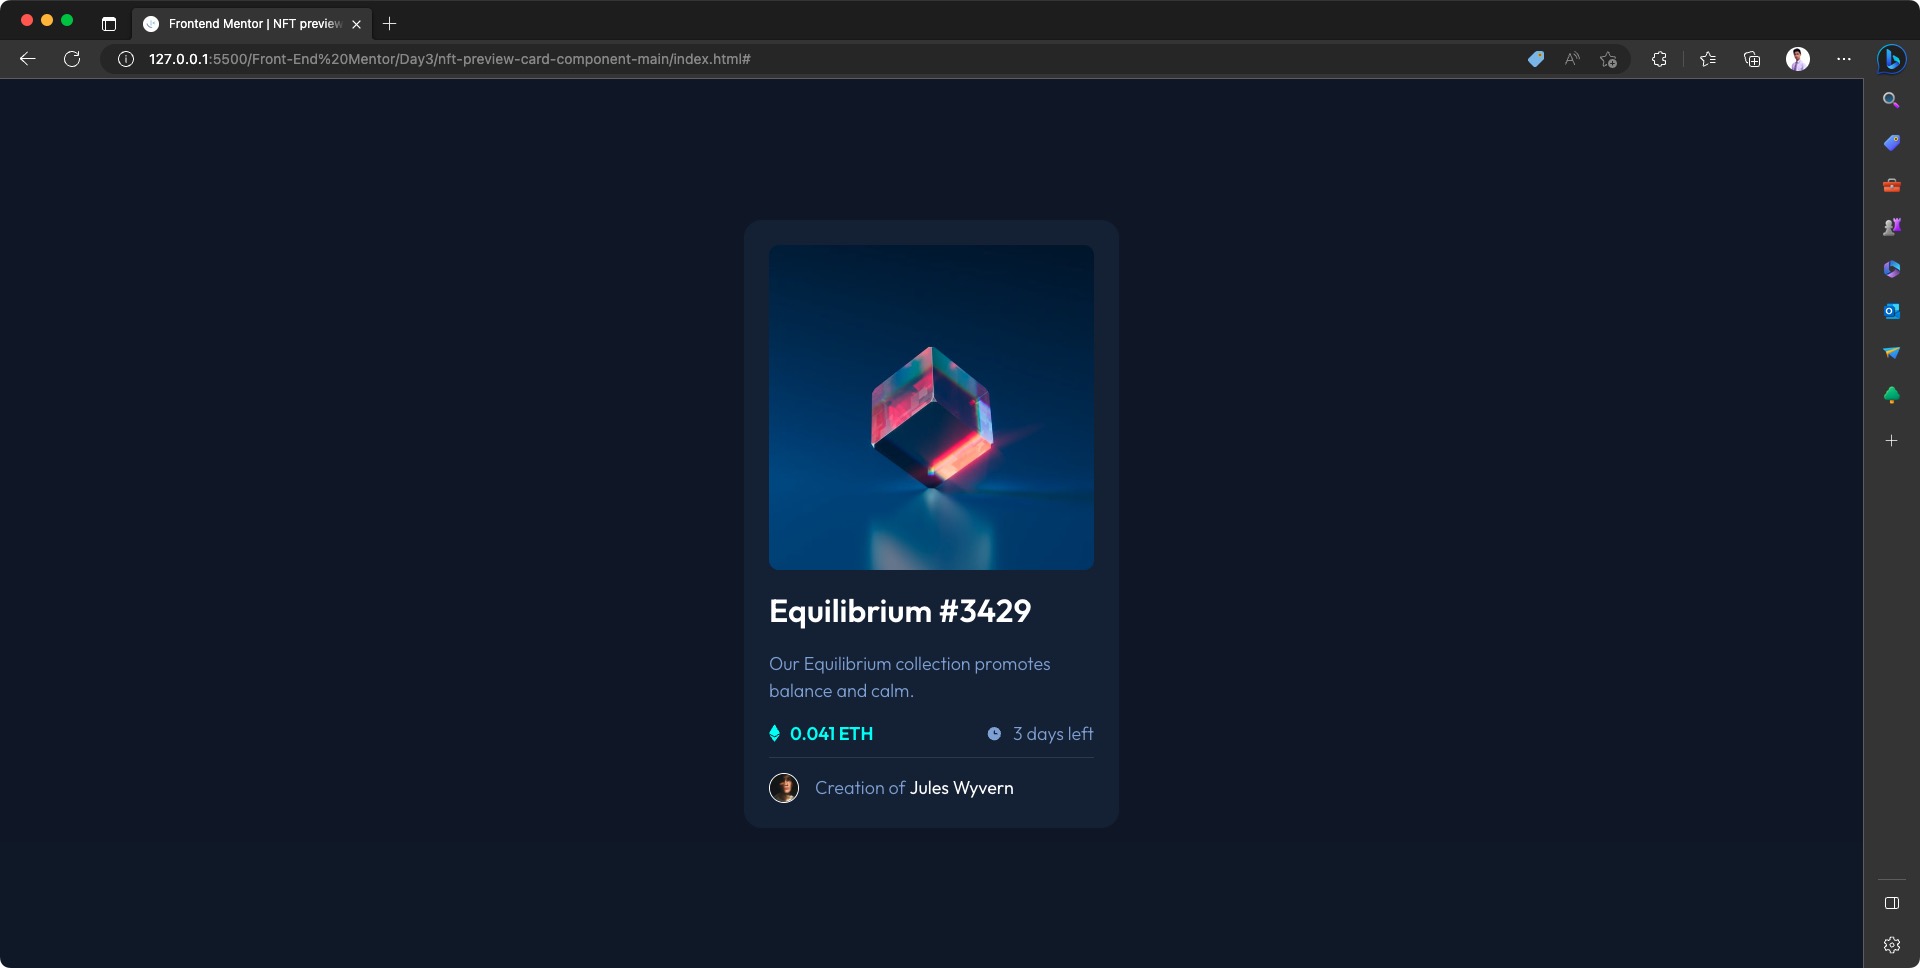 Frontend Mentor | NFT preview
127.0.0.1:5500/Front-End%20Mentor/Day3/nft-preview-card-component-main/index.html#
Equilibrium #3429
Our Equilibrium collection promotes
balance and calm.
0.041 ETH
3 days left
Creation of Jules Wyvern